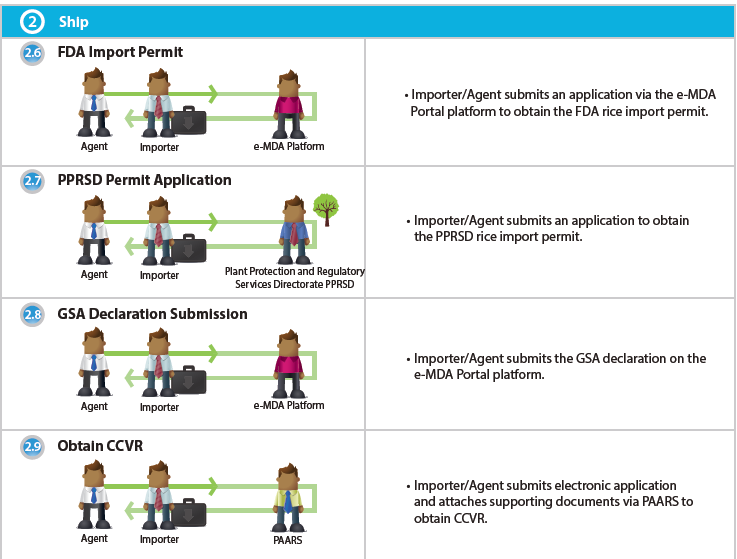 2 Ship
2.6 FDA Import Permit
Agent
Importer
e-MDA Platform
• Importer/Agent submits an application via the e-MDA
Portal platform to obtain the FDA rice import permit.
2.7 PPRSD Permit Application
Agent
Importer
Plant Protection and Regulatory
Services Directorate PPRSD
• Importer/Agent submits an application to obtain
the PPRSD rice import permit.
2.8 GSA Declaration Submission
Agent
Importer
e-MDA Platform
• Importer/Agent submits the GSA declaration on the
e-MDA Portal platform.
2.9 Obtain CCVR
Agent
Importer
PAARS
• Importer/Agent submits electronic application
and attaches supporting documents via PAARS to
obtain CCVR.